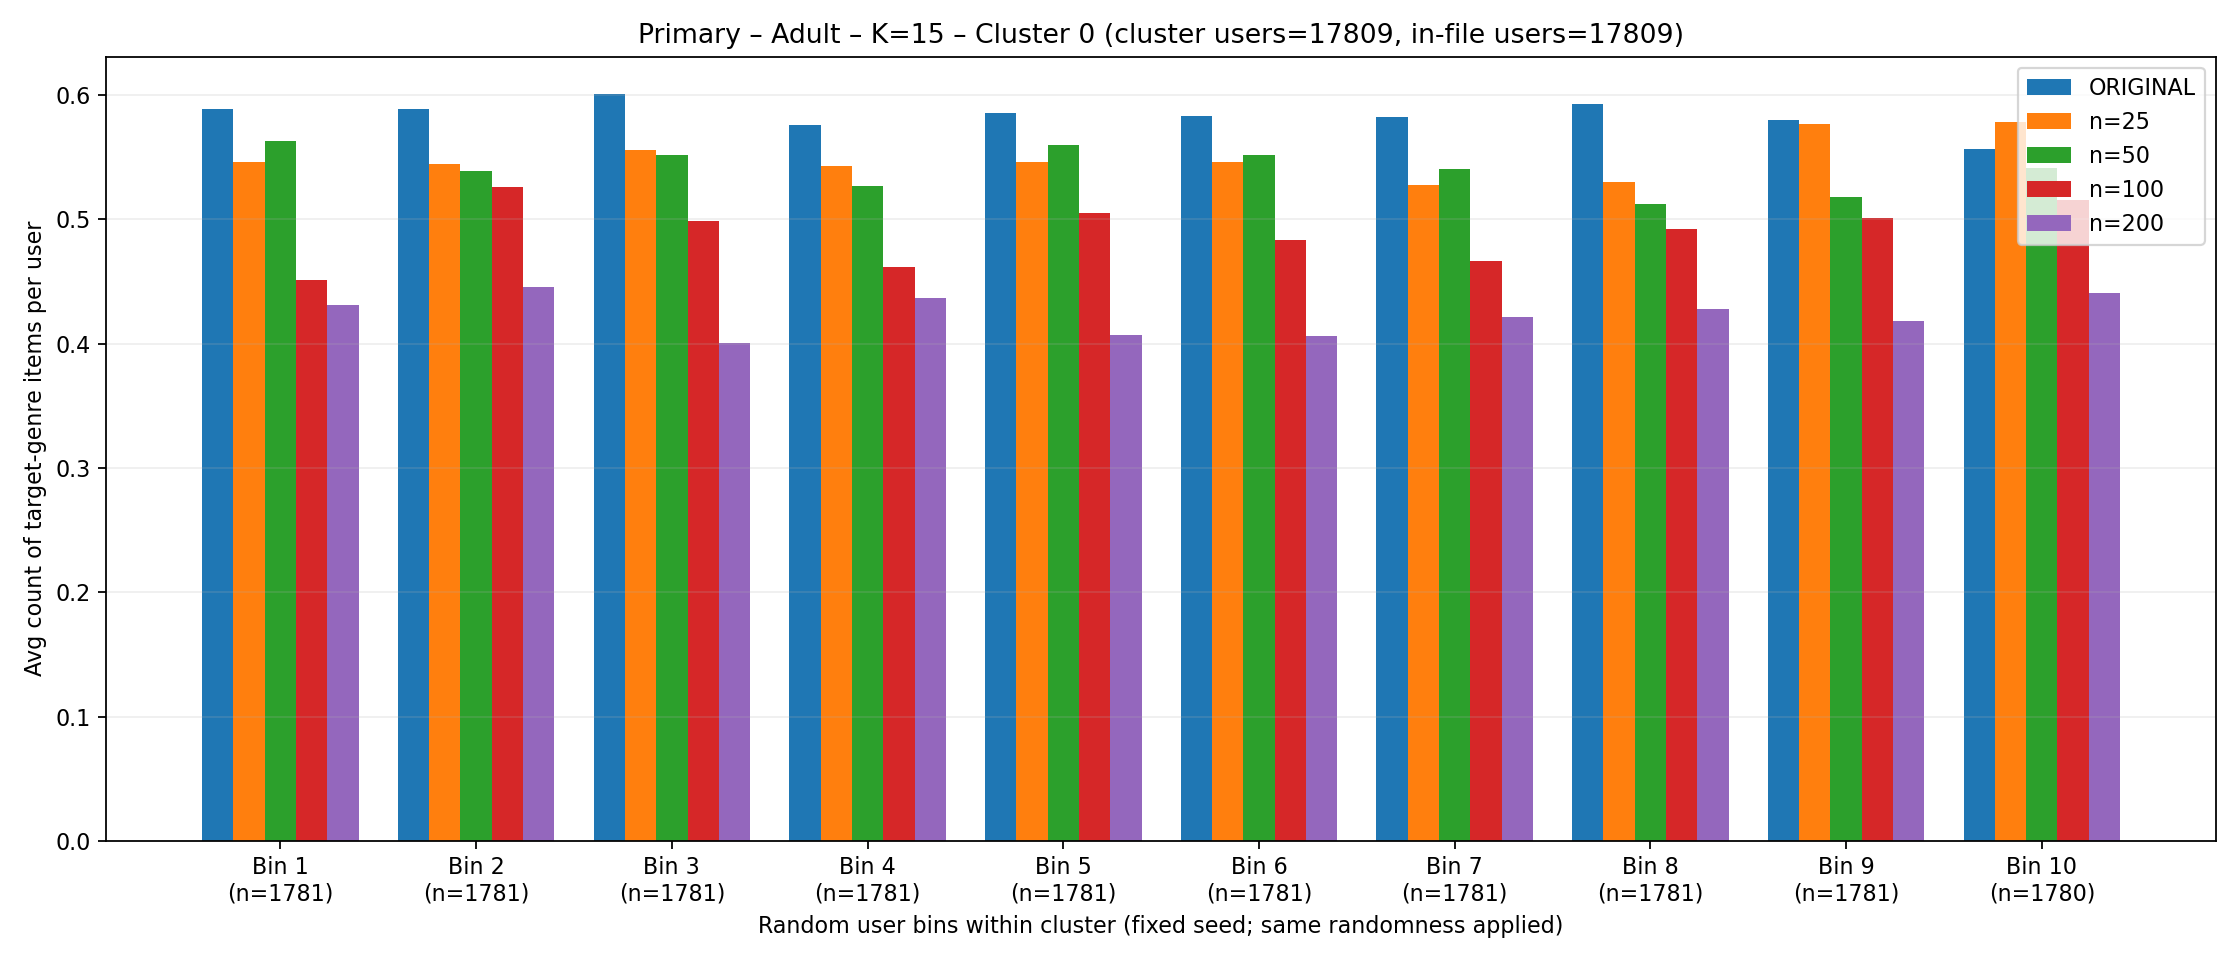 Primary – Adult – K=15 – Cluster 0 (cluster users=17809, in-file users=17809)
Avg count of target-genre items per user
0.6
0.5
0.4
0.3
0.2
0.1
0.0
ORIGINAL
n=25
n=50
n=100
n=200
Bin 1
(n=1781)
Bin 2
(n=1781)
Bin 3
(n=1781)
Bin 4
(n=1781)
Bin 5
(n=1781)
Bin 6
(n=1781)
Bin 7
(n=1781)
Bin 8
(n=1781)
Bin 9
(n=1781)
Bin 10
(n=1780)
Random user bins within cluster (fixed seed; same randomness applied)